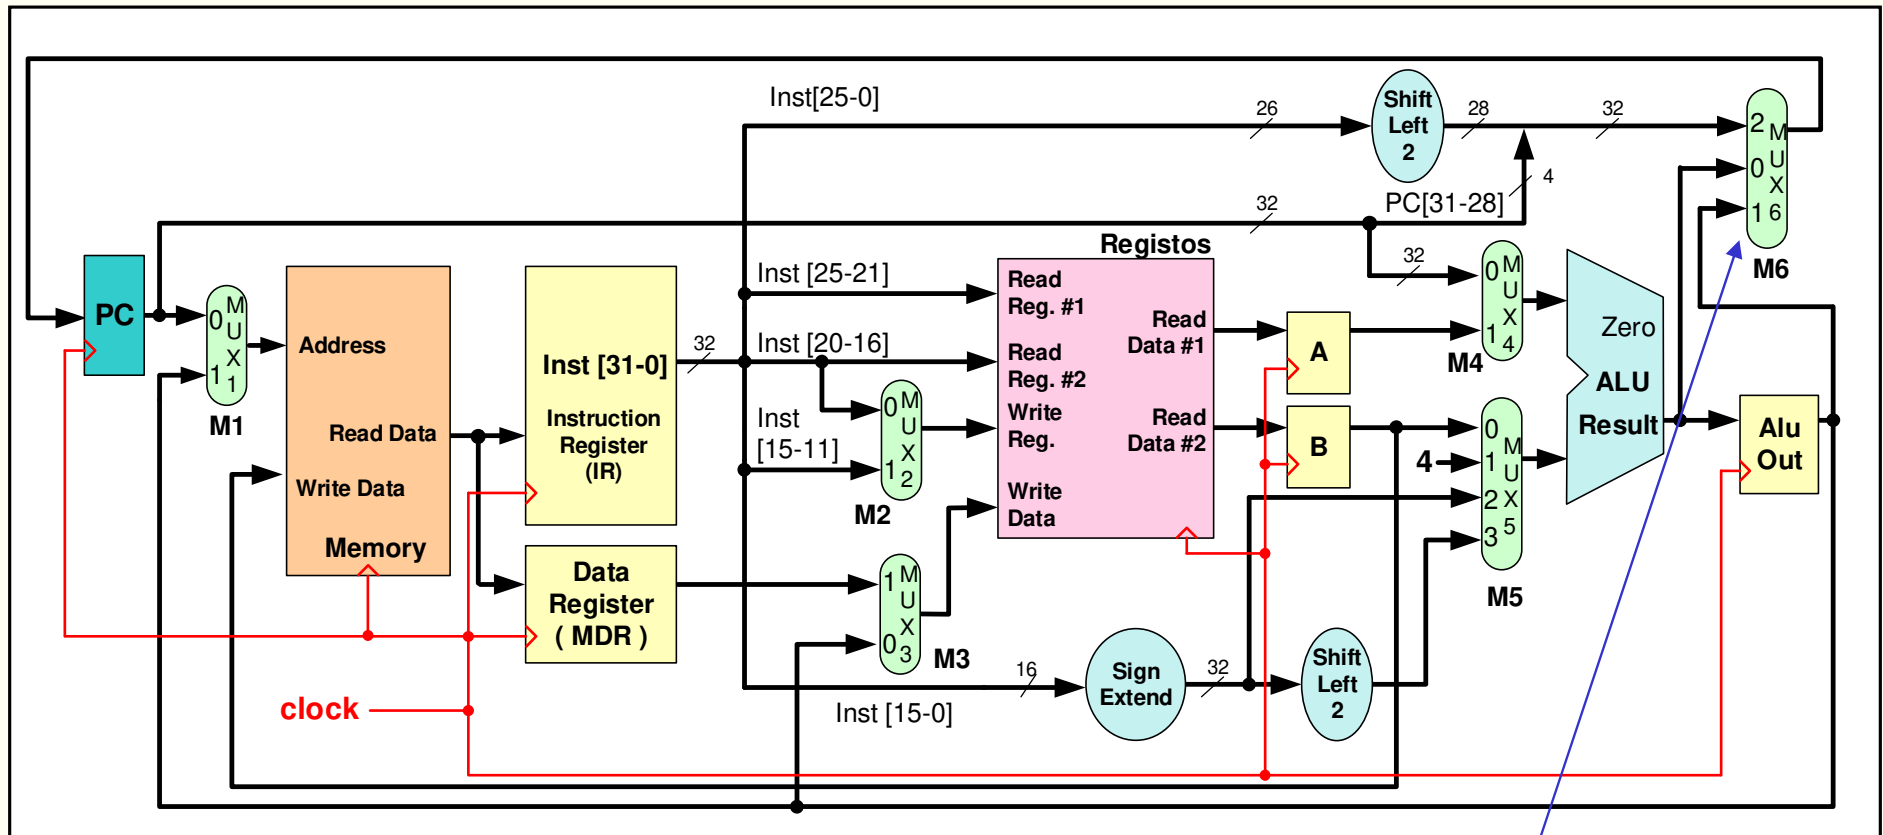 Inst[25-0]
26
Shift
Left
2
28
32
2
0
1
M
U
X
6
M6
4
PC[31-28]
32
PC
0
1
M
U
X
1
M1
Address
Read Data
Write Data
Memory
Inst [31-0]
Instruction
Register
(IR)
32
Data
Register
( MDR )
Inst [25-21]
Inst [20-16]
Inst
[15-11]
0
1
M
U
X
2
M2
1
0
M
U
X
3
M3
Registos
Read
Reg. #1
Read
Reg. #2
Write
Reg.
Write
Data
Read
Data #1
Read
Data #2
A
B
32
0
1
M
U
X
4
M4
4
0
1
2
3
M
U
X
5
M5
Zero
ALU
Result
Alu
Out
16
Inst [15-0]
Sign
Extend
32
Shift
Left
2
clock